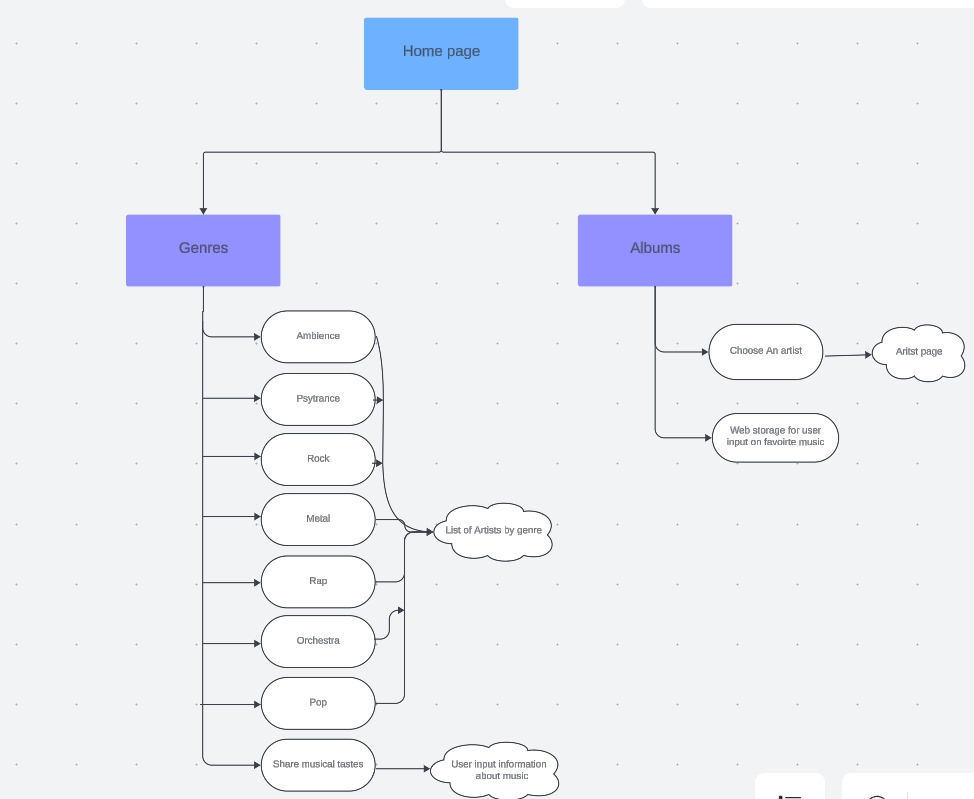 Home page
Genres
Albums
Ambience
Psytrance
Rock
Metal
Rap
Orchestra
Pop
Share musical tastes
List of Artists by genre
User input information
about music
Choose An artist
Aritst page
Web storage for user
input on favoirte music